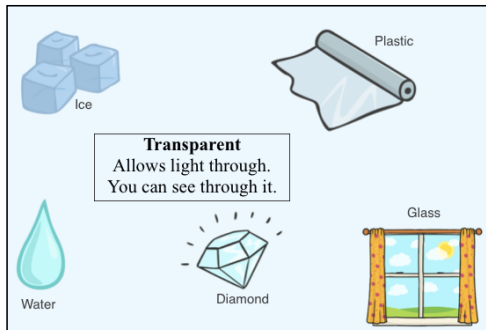 Plastic
Ice
Transparent
Allows light through.
You can see through it.
Glass
Water
Diamond